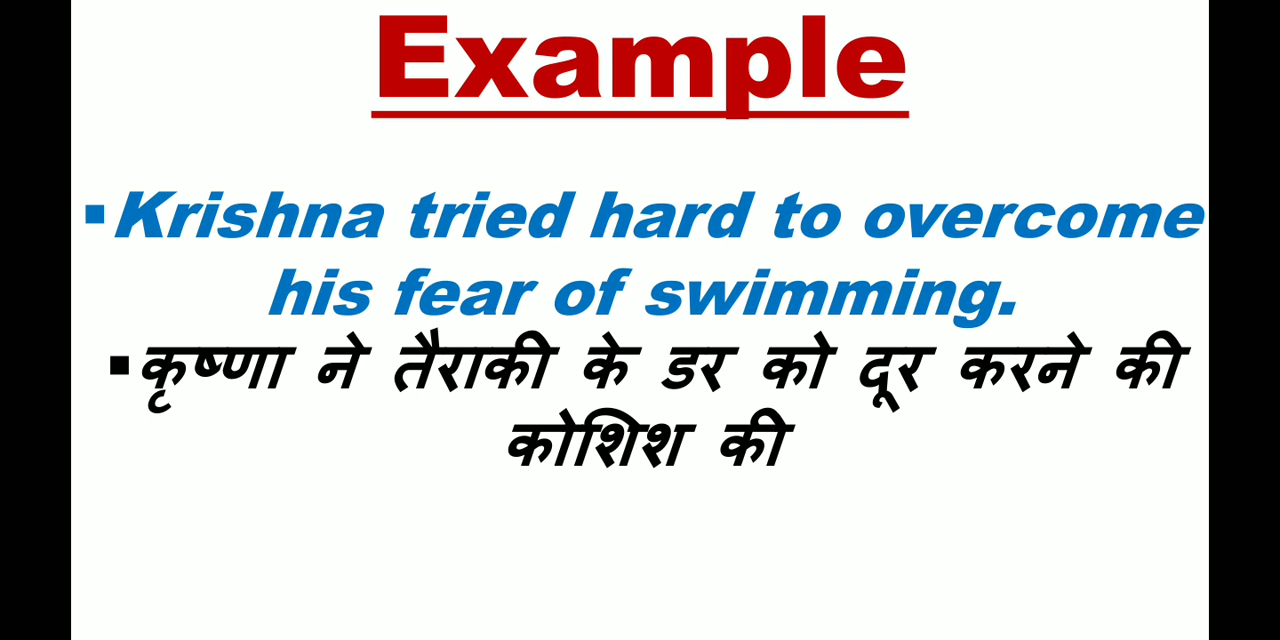 Example
▪Krishna tried hard to overcome
his fear of swimming.
▪कृष्णा ने तैराकी के डर को दूर करने की
कोशिश की